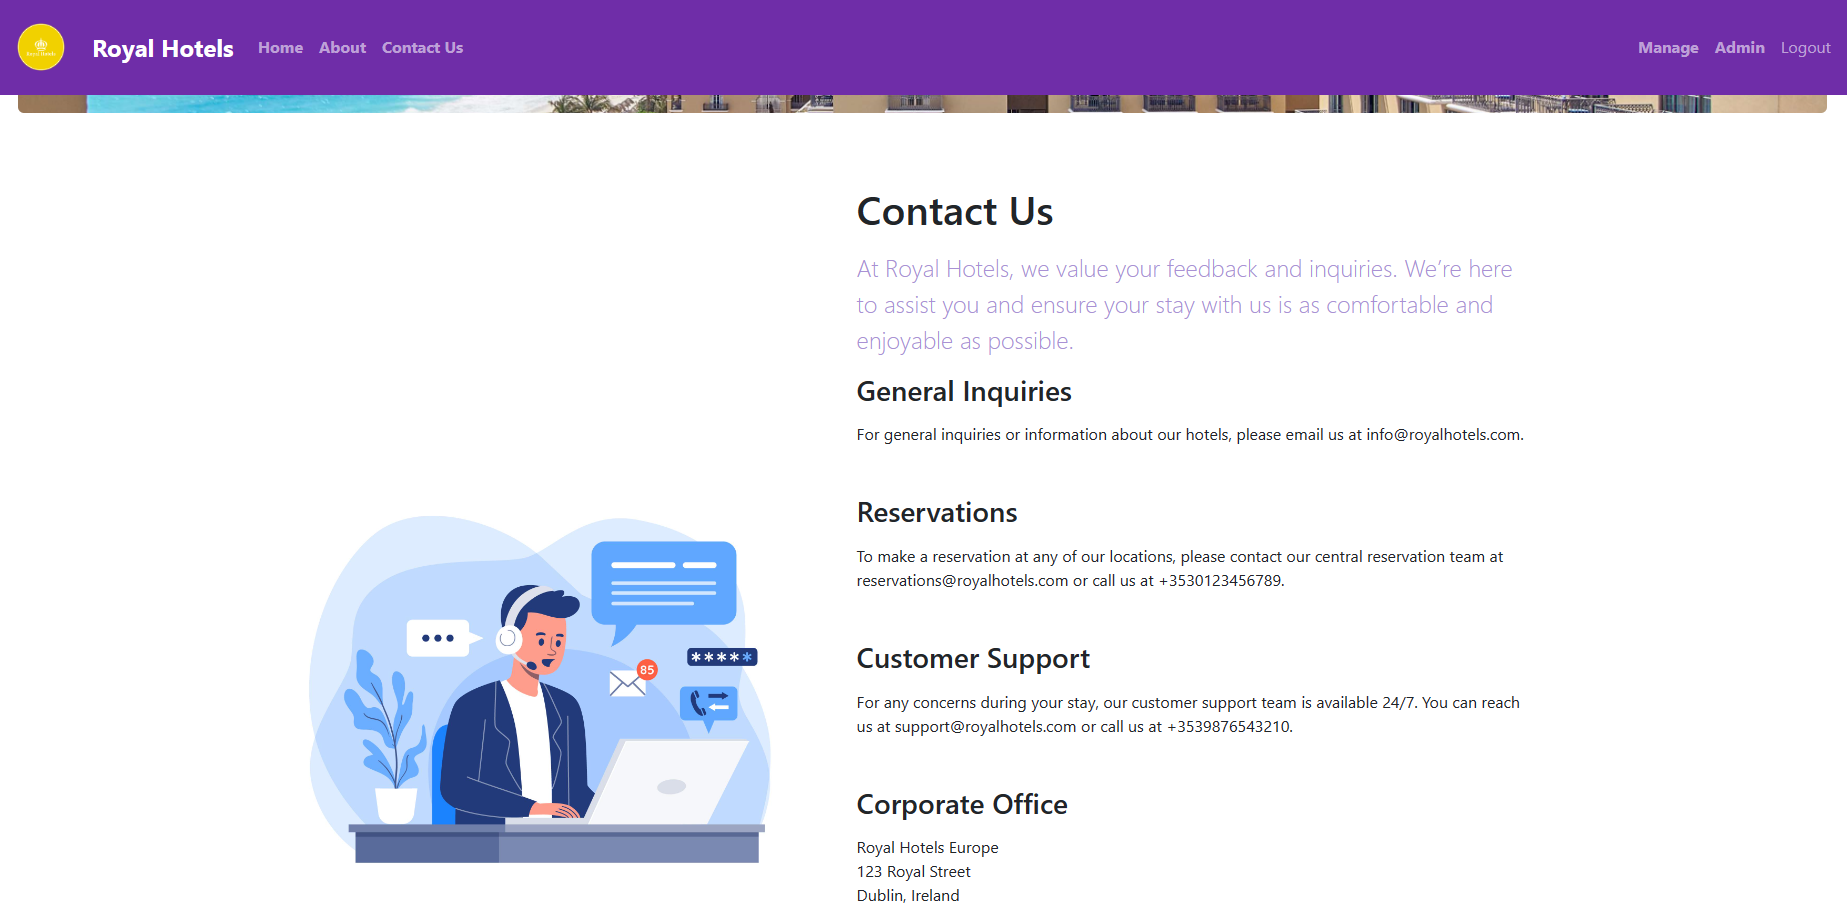 Royal Hotels
Royal Hotels Home About Contact Us Manage Admin Logout
Contact Us
At Royal Hotels, we value your feedback and inquiries. We’re here
to assist you and ensure your stay with us is as comfortable and
enjoyable as possible.
General Inquiries
For general inquiries or information about our hotels, please email us at info@royalhotels.com.
Reservations
To make a reservation at any of our locations, please contact our central reservation team at
reservations@royalhotels.com or call us at +3530123456789.
85
*****
Customer Support
For any concerns during your stay, our customer support team is available 24/7. You can reach
us at support@royalhotels.com or call us at +3539876543210.
Corporate Office
Royal Hotels Europe
123 Royal Street
Dublin, Ireland